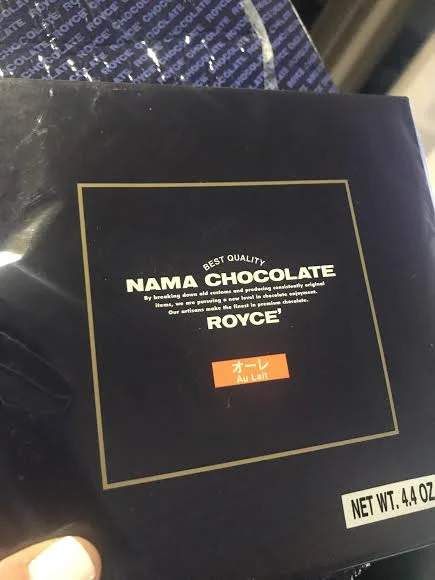 ROYCE' CHOCOLATE
BEST QUALITY
NAMA CHOCOLATE
By breaking down old customs and producing consistently original
items, we are pursuing a new level in chocolate enjoyment.
Our artisans make the finest in premium chocolate.
ROYCE'
オーレ
Au Lait
NET WT. 4.4 OZ